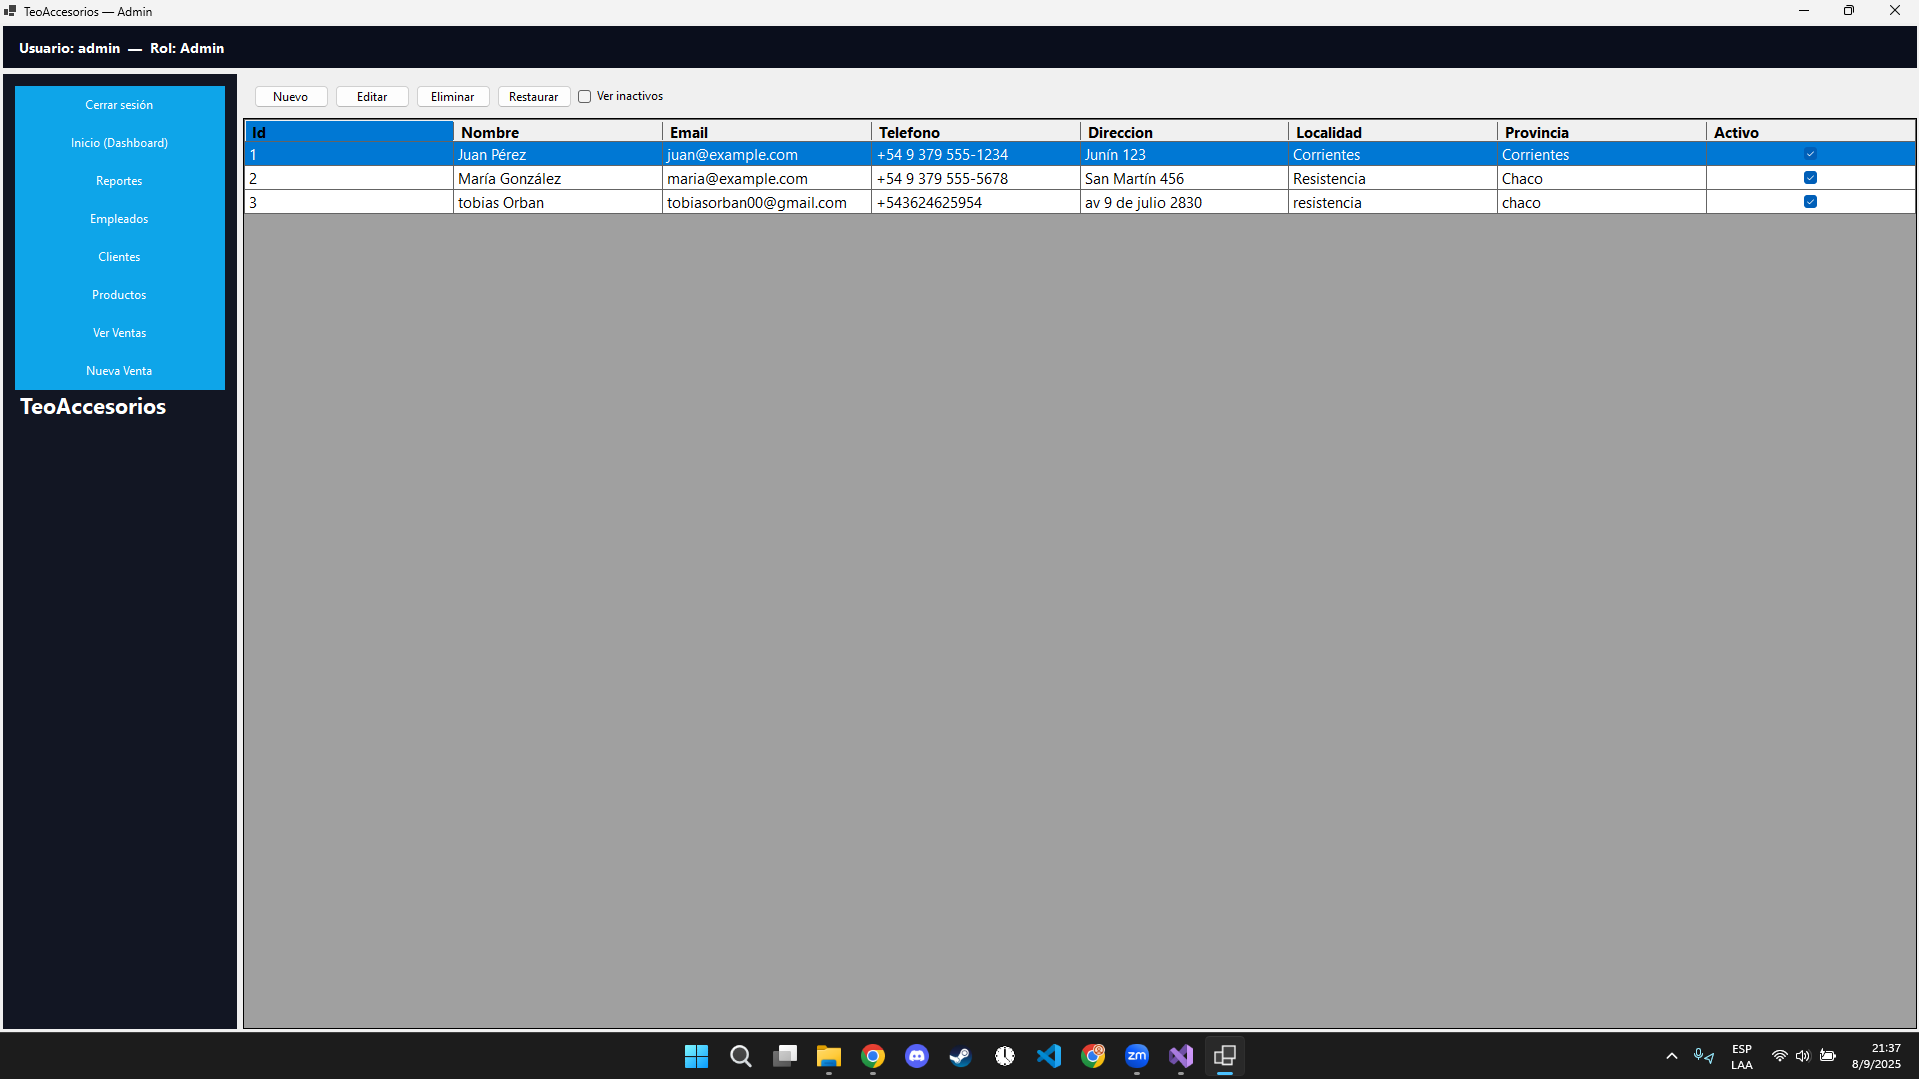 TeoAccesorios — Admin
Usuario: admin — Rol: Admin
Cerrar sesión
Inicio (Dashboard)
Reportes
Empleados
Clientes
Productos
Ver Ventas
Nueva Venta
TeoAccesorios
Nuevo Editar Eliminar Restaurar Ver inactivos
Id Nombre Email Telefono Direccion Localidad Provincia Activo
1 Juan Pérez juan@example.com +54 9 379 555-1234 Junín 123 Corrientes Corrientes
2 María González maria@example.com +54 9 379 555-5678 San Martín 456 Resistencia Chaco
3 tobias Orban tobiasorban00@gmail.com +543624625954 av 9 de julio 2830 resistencia chaco
zm
ESP
LAA
21:37
8/9/2025